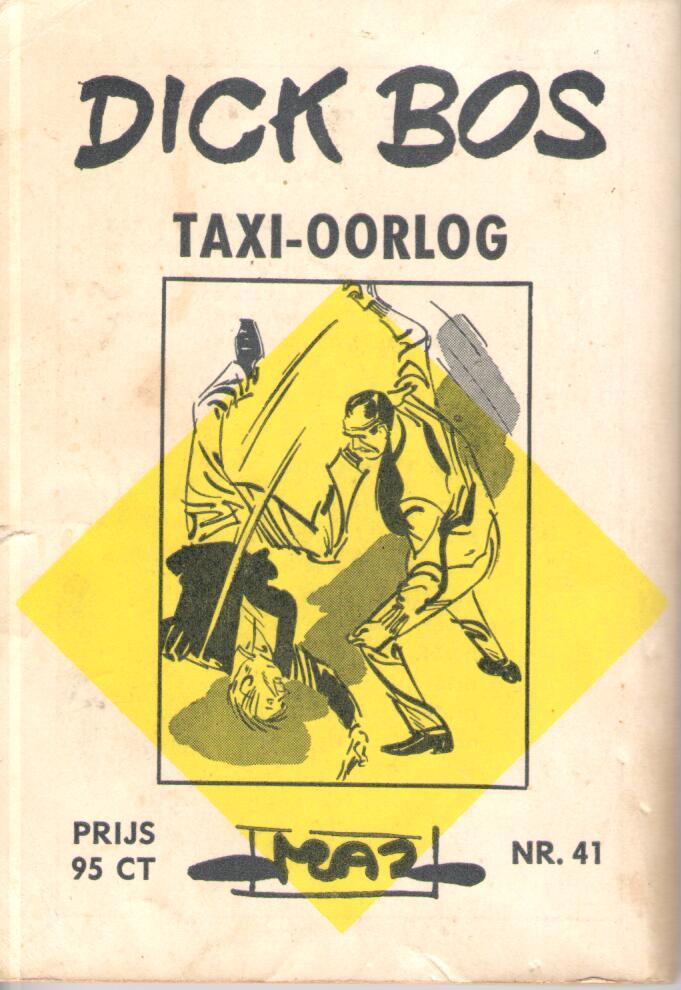 DICK BOS
TAXI-OORLOG
PRIJS
95 CT
MAZ
NR. 41